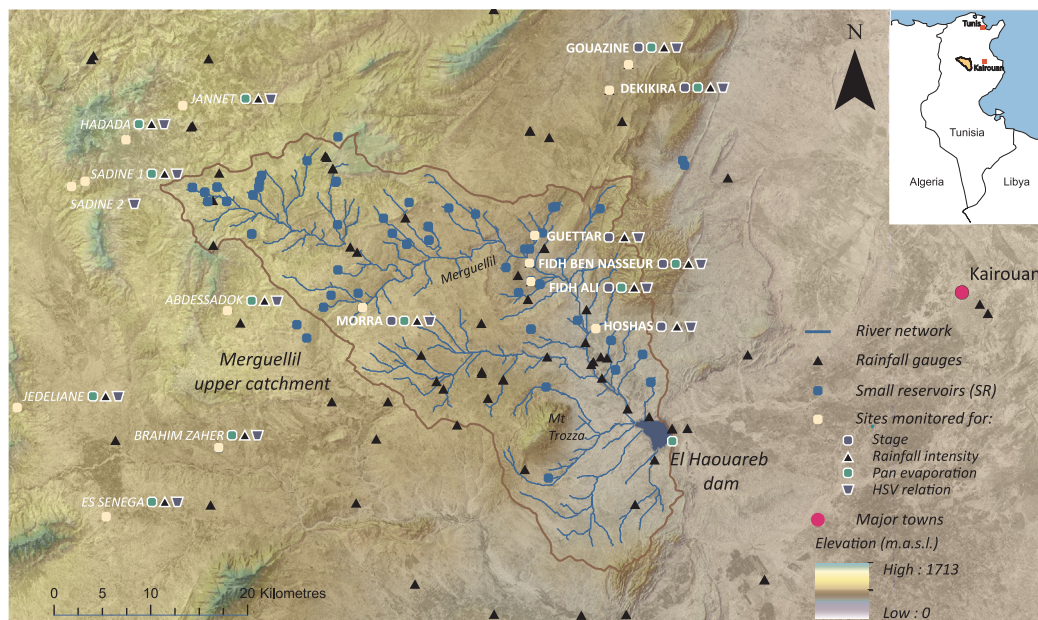 GOUAZINE
N
Tunis
Kairouan
Tunisia
Algeria
Libya
DEKIKIRA
JANNET
HADADA
SADINE 1
SADINE 2
GUETTAR
Merguellil
FIDH BEN NASSEUR
FIDH ALI
Kairouan
ABDESSADOK
MORRA
HOSHAS
River network
Merguellil
upper catchment
Rainfall gauges
Small reservoirs (SR)
JEDELIANE
Sites monitored for:
BRAHIM ZAHER
Mt
Trozza
Stage
Rainfall intensity
Pan evaporation
HSV relation
El Haouareb
dam
ES SENEGA
Major towns
Elevation (m.a.s.l.)
High : 1713
Low : 0
0 5 10 20 Kilometres